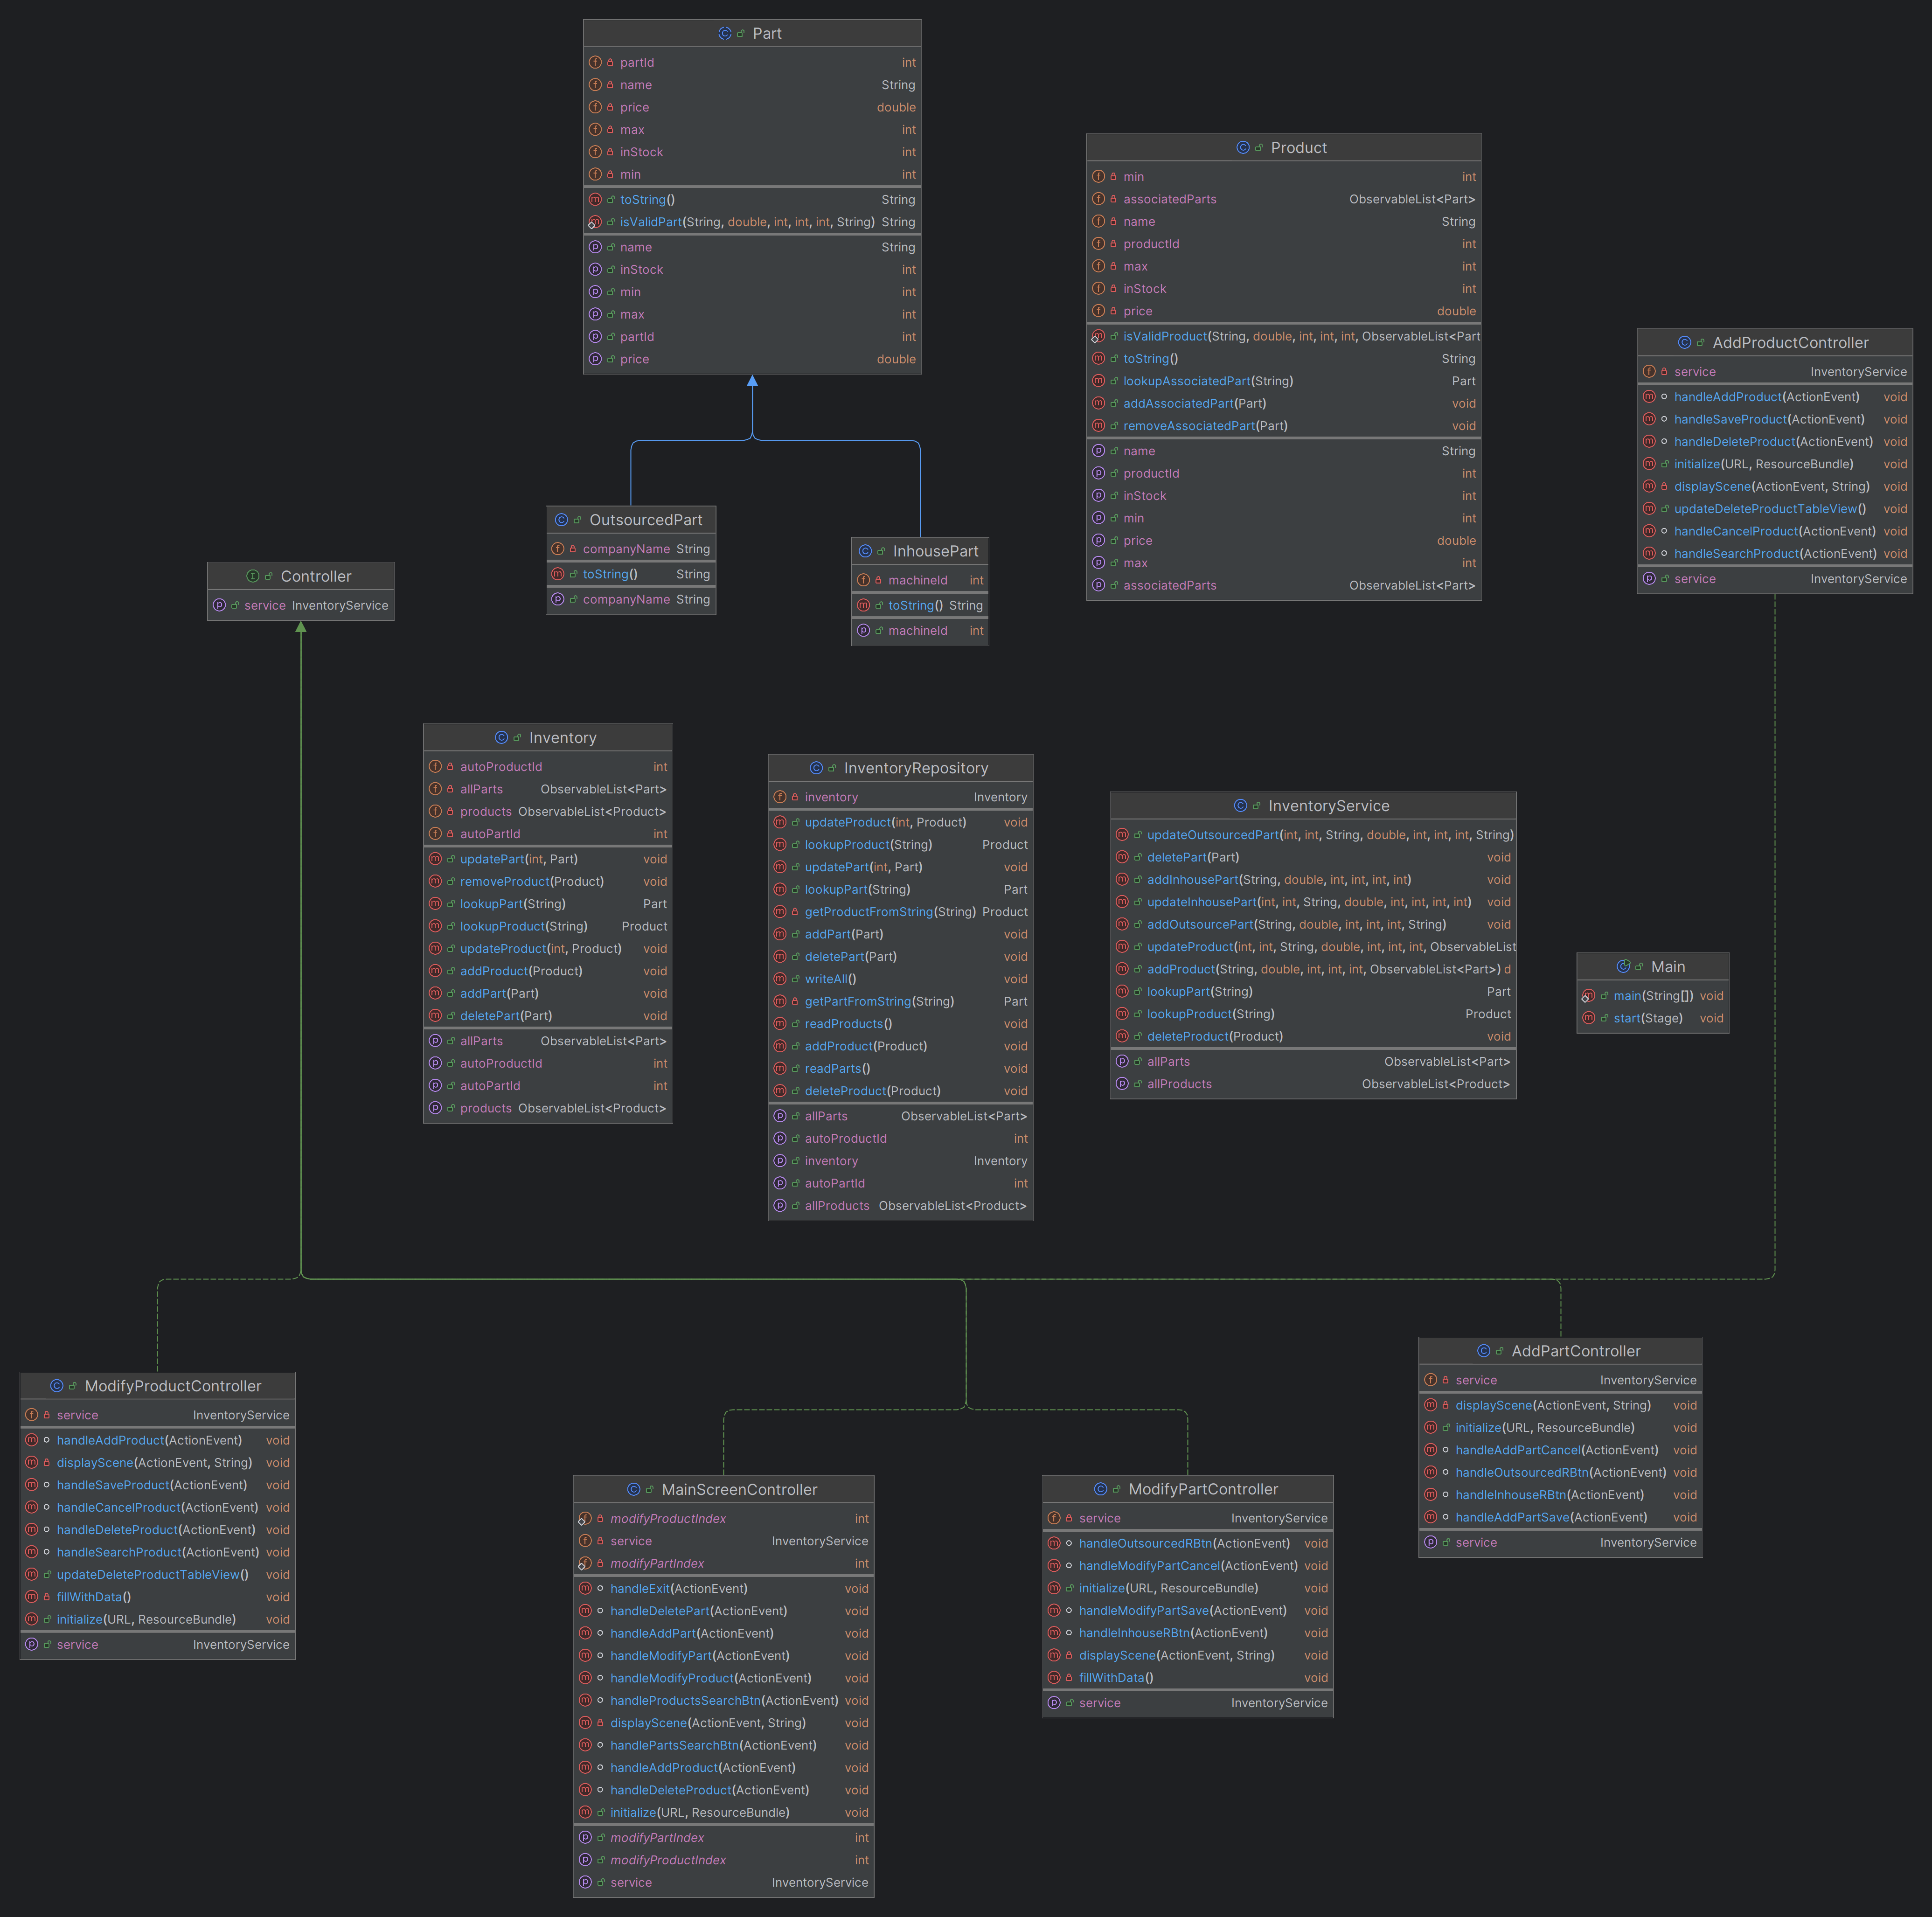 Part
partId int
name String
price double
max int
inStock int
min int
toString() String
isValidPart(String, double, int, int, int, String) String
name String
inStock int
min int
max int
partId int
price double
Product
min int
associatedParts ObservableList<Part>
name String
productId int
max int
inStock int
price double
isValidProduct(String, double, int, int, int, ObservableList<Part
toString() String
lookupAssociatedPart(String) Part
addAssociatedPart(Part) void
removeAssociatedPart(Part) void
name String
productId int
inStock int
min int
price double
max int
associatedParts ObservableList<Part>
AddProductController
service InventoryService
handleAddProduct(ActionEvent) void
handleSaveProduct(ActionEvent) void
handleDeleteProduct(ActionEvent) void
initialize(URL, ResourceBundle) void
displayScene(ActionEvent, String) void
updateDeleteProductTableView() void
handleCancelProduct(ActionEvent) void
handleSearchProduct(ActionEvent) void
service InventoryService
OutsourcedPart
companyName String
toString() String
companyName String
InhousePart
machineId int
toString() String
machineId int
Controller
service InventoryService
Inventory
autoProductId int
allParts ObservableList<Part>
products ObservableList<Product>
autoPartId int
updatePart(int, Part) void
removeProduct(Product) void
lookupPart(String) Part
lookupProduct(String) Product
updateProduct(int, Product) void
addProduct(Product) void
addPart(Part) void
deletePart(Part) void
allParts ObservableList<Part>
autoProductId int
autoPartId int
products ObservableList<Product>
InventoryRepository
inventory Inventory
updateProduct(int, Product) void
lookupProduct(String) Product
updatePart(int, Part) void
lookupPart(String) Part
getProductFromString(String) Product
addPart(Part) void
deletePart(Part) void
writeAll() void
getPartFromString(String) Part
readProducts() void
addProduct(Product) void
readParts() void
deleteProduct(Product) void
allParts ObservableList<Part>
autoProductId int
inventory Inventory
autoPartId int
allProducts ObservableList<Product>
InventoryService
updateOutsourcedPart(int, int, String, double, int, int, int, String)
deletePart(Part) void
addInhousePart(String, double, int, int, int, int) void
updateInhousePart(int, int, String, double, int, int, int, int) void
addOutsourcePart(String, double, int, int, int, String) void
updateProduct(int, int, String, double, int, int, int, ObservableList
addProduct(String, double, int, int, int, ObservableList<Part>) d
lookupPart(String) Part
lookupProduct(String) Product
deleteProduct(Product) void
allParts ObservableList<Part>
allProducts ObservableList<Product>
Main
main(String[]) void
start(Stage) void
ModifyProductController
service InventoryService
handleAddProduct(ActionEvent) void
displayScene(ActionEvent, String) void
handleSaveProduct(ActionEvent) void
handleCancelProduct(ActionEvent) void
handleDeleteProduct(ActionEvent) void
handleSearchProduct(ActionEvent) void
updateDeleteProductTableView() void
fillWithData() void
initialize(URL, ResourceBundle) void
service InventoryService
MainScreenController
modifyProductIndex int
service InventoryService
modifyPartIndex int
handleExit(ActionEvent) void
handleDeletePart(ActionEvent) void
handleAddPart(ActionEvent) void
handleModifyPart(ActionEvent) void
handleModifyProduct(ActionEvent) void
handleProductsSearchBtn(ActionEvent) void
displayScene(ActionEvent, String) void
handlePartsSearchBtn(ActionEvent) void
handleAddProduct(ActionEvent) void
handleDeleteProduct(ActionEvent) void
initialize(URL, ResourceBundle) void
modifyPartIndex int
modifyProductIndex int
service InventoryService
ModifyPartController
service InventoryService
handleOutsourcedRBtn(ActionEvent) void
handleModifyPartCancel(ActionEvent) void
initialize(URL, ResourceBundle) void
handleModifyPartSave(ActionEvent) void
handleInhouseRBtn(ActionEvent) void
displayScene(ActionEvent, String) void
fillWithData() void
service InventoryService
AddPartController
service InventoryService
displayScene(ActionEvent, String) void
initialize(URL, ResourceBundle) void
handleAddPartCancel(ActionEvent) void
handleOutsourcedRBtn(ActionEvent) void
handleInhouseRBtn(ActionEvent) void
handleAddPartSave(ActionEvent) void
service InventoryService